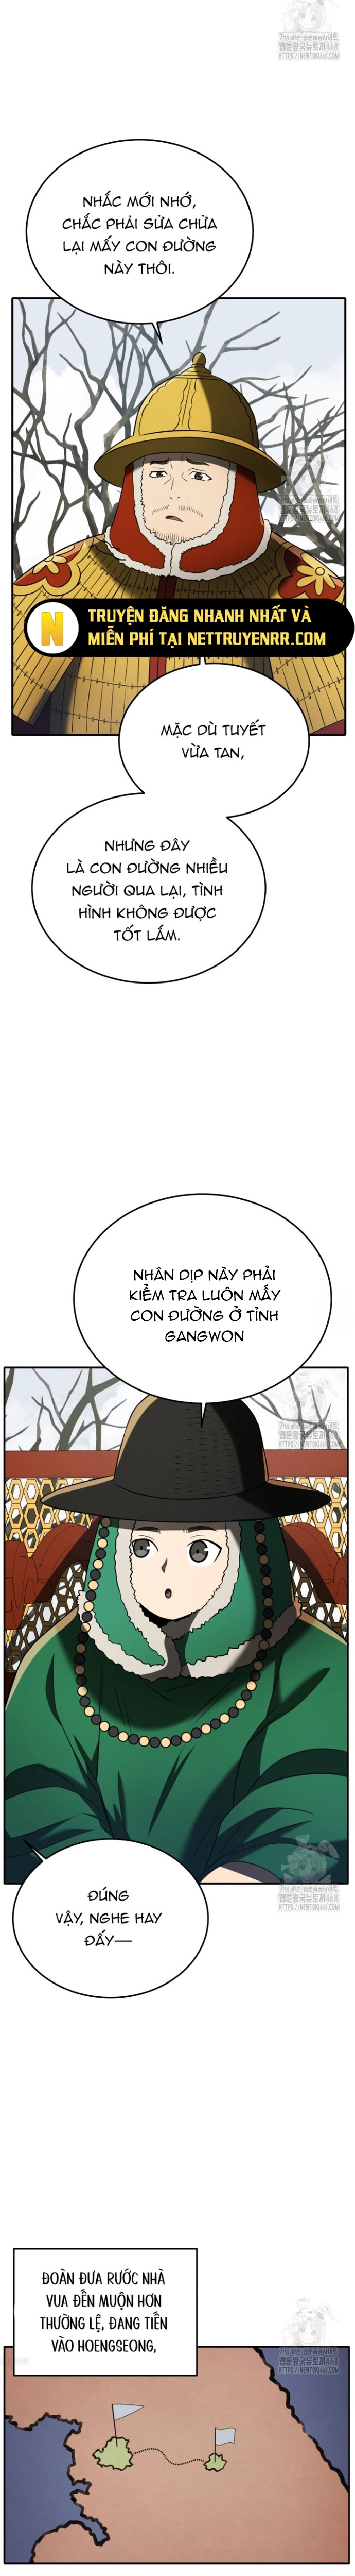 NHẮC MỚI NHỚ,
CHẮC PHẢI SỬA CHỮA
LẠI MẤY CON ĐƯỜNG
NÀY THÔI.
N
TRUYỆN ĐĂNG NHANH NHẤT VÀ
MIỄN PHÍ TẠI NETTRUYENRR.COM
MẶC DÙ TUYẾT
VỪA TAN,
NHƯNG ĐÂY
LÀ CON ĐƯỜNG NHIỀU
NGƯỜI QUA LẠI, TÌNH
HÌNH KHÔNG ĐƯỢC
TỐT LẮM.
NHÂN DỊP NÀY PHẢI
KIỂM TRA LUÔN MẤY
CON ĐƯỜNG Ở TỈNH
GANGWON
ĐÚNG
VẬY, NGHE HAY
ĐẤY—
ĐOÀN ĐƯA RƯỚC NHÀ
VUA ĐẾN MUỘN HƠN
THƯỜNG LỆ, ĐANG TIẾN
VÀO HOENGSEONG,